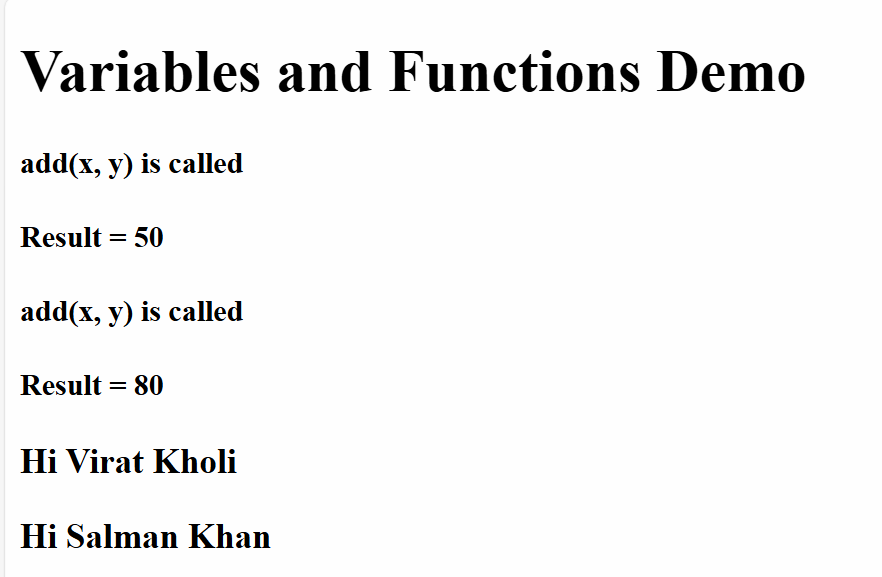 Variables and Functions Demo
add(x, y) is called
Result = 50
add(x, y) is called
Result = 80
Hi Virat Kholi
Hi Salman Khan